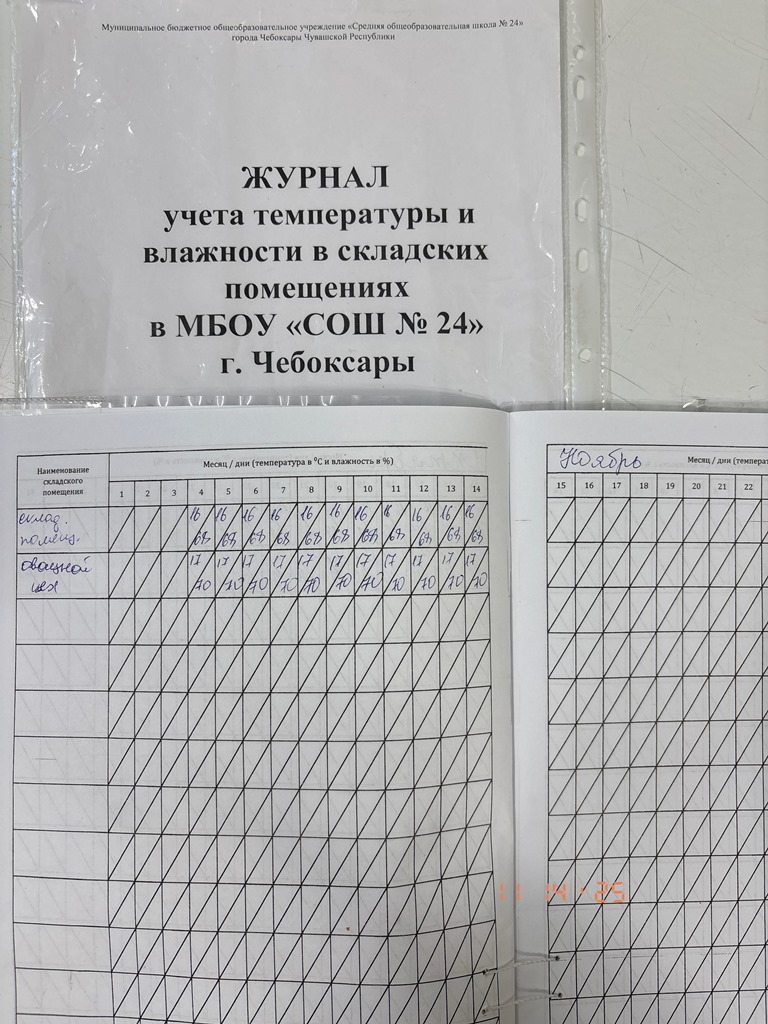 Муниципальное бюджетное общеобразовательное учреждение «Средняя общеобразовательная школа № 24»
города Чебоксары Чувашской Республики
ЖУРНАЛ
учета температуры и
влажности в складских
помещениях
в МБОУ «СОШ № 24»
г. Чебоксары
Наименование
складского
помещения
Месяц / дни (температура в °С и влажность в %)
1 2 3 4 5 6 7 8 9 10 11 12 13 14
склад. 16 16 16 16 16 16 16 16 16 16 16
помещ. 68 68 68 68 68 68 68 68 68 68 68
овощной 17 17 17 17 17 17 17 17 17 17 17
цех 70 70 70 70 70 70 70 70 70 70 70
Ноябрь Месяц / дни (темпера
15 16 17 18 19 20 21 22
11 14 '25